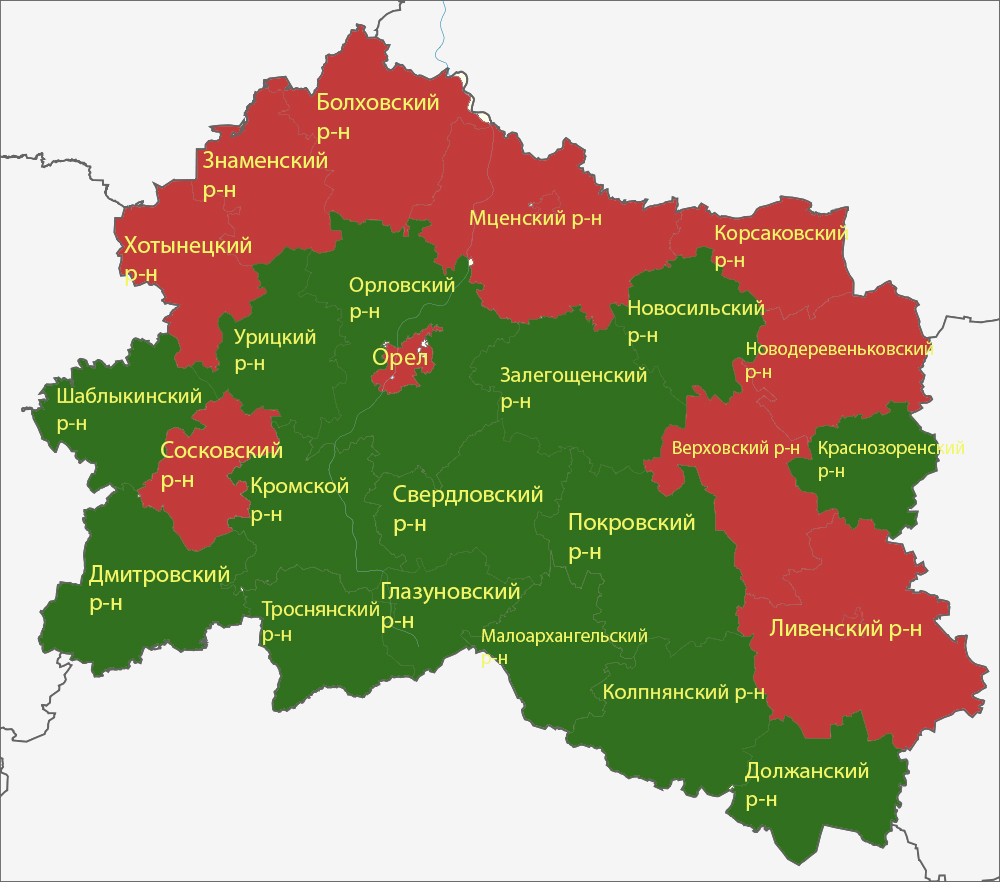 Болховский
р-н
Знаменский
р-н
Мценский р-н
Корсаковский
р-н
Хотынецкий
р-н
Орловский
р-н
Новосильский
р-н
Урицкий
р-н
Новодеревеньковский
р-н
Орел
Залегощенский
р-н
Шаблыкинский
р-н
Сосковский
р-н
Верховский р-н
Краснозоренский
р-н
Кромской
р-н
Свердловский
р-н
Покровский
р-н
Дмитровский
р-н
Глазуновский
р-н
Троснянский
р-н
Малоархангельский
р-н
Ливенский р-н
Колпнянский р-н
Должанский
р-н